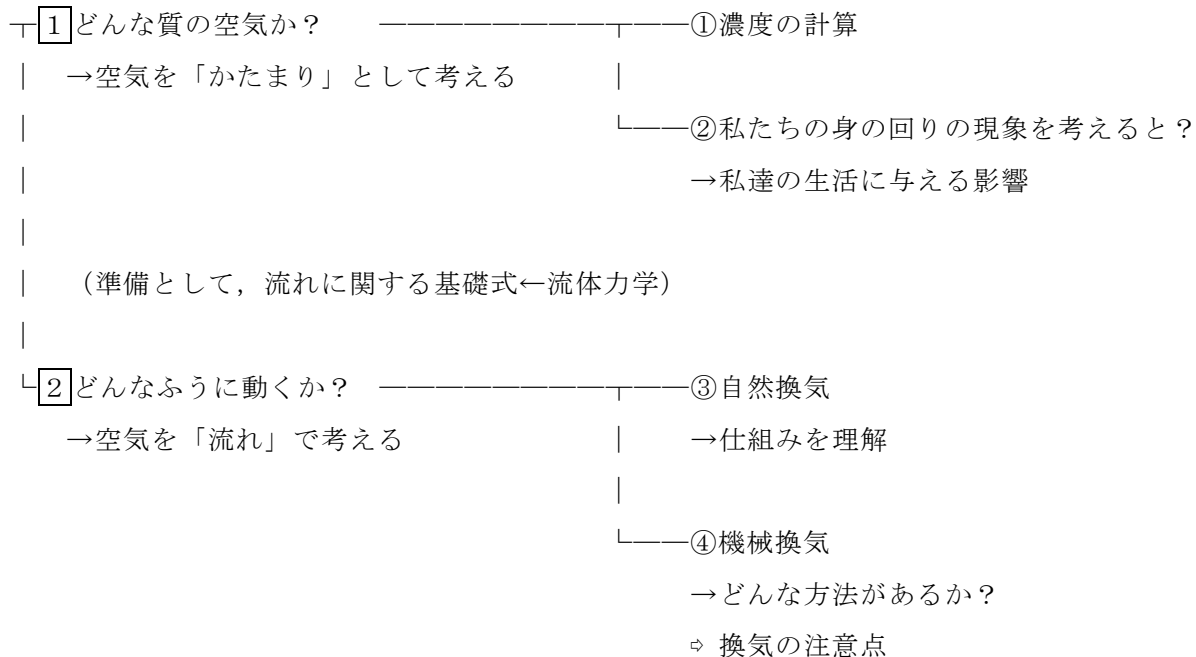 ┬1どんな質の空気か？ ――――――――┬――①濃度の計算
│ →空気を「かたまり」として考える │
│ └――②私たちの身の回りの現象を考えると？
│ →私達の生活に与える影響
│
│ （準備として，流れに関する基礎式←流体力学）
│
└2どんなふうに動くか？ ――――――――┬――③自然換気
→空気を「流れ」で考える │ →仕組みを理解
│
└――④機械換気
→どんな方法があるか？
⇨ 換気の注意点